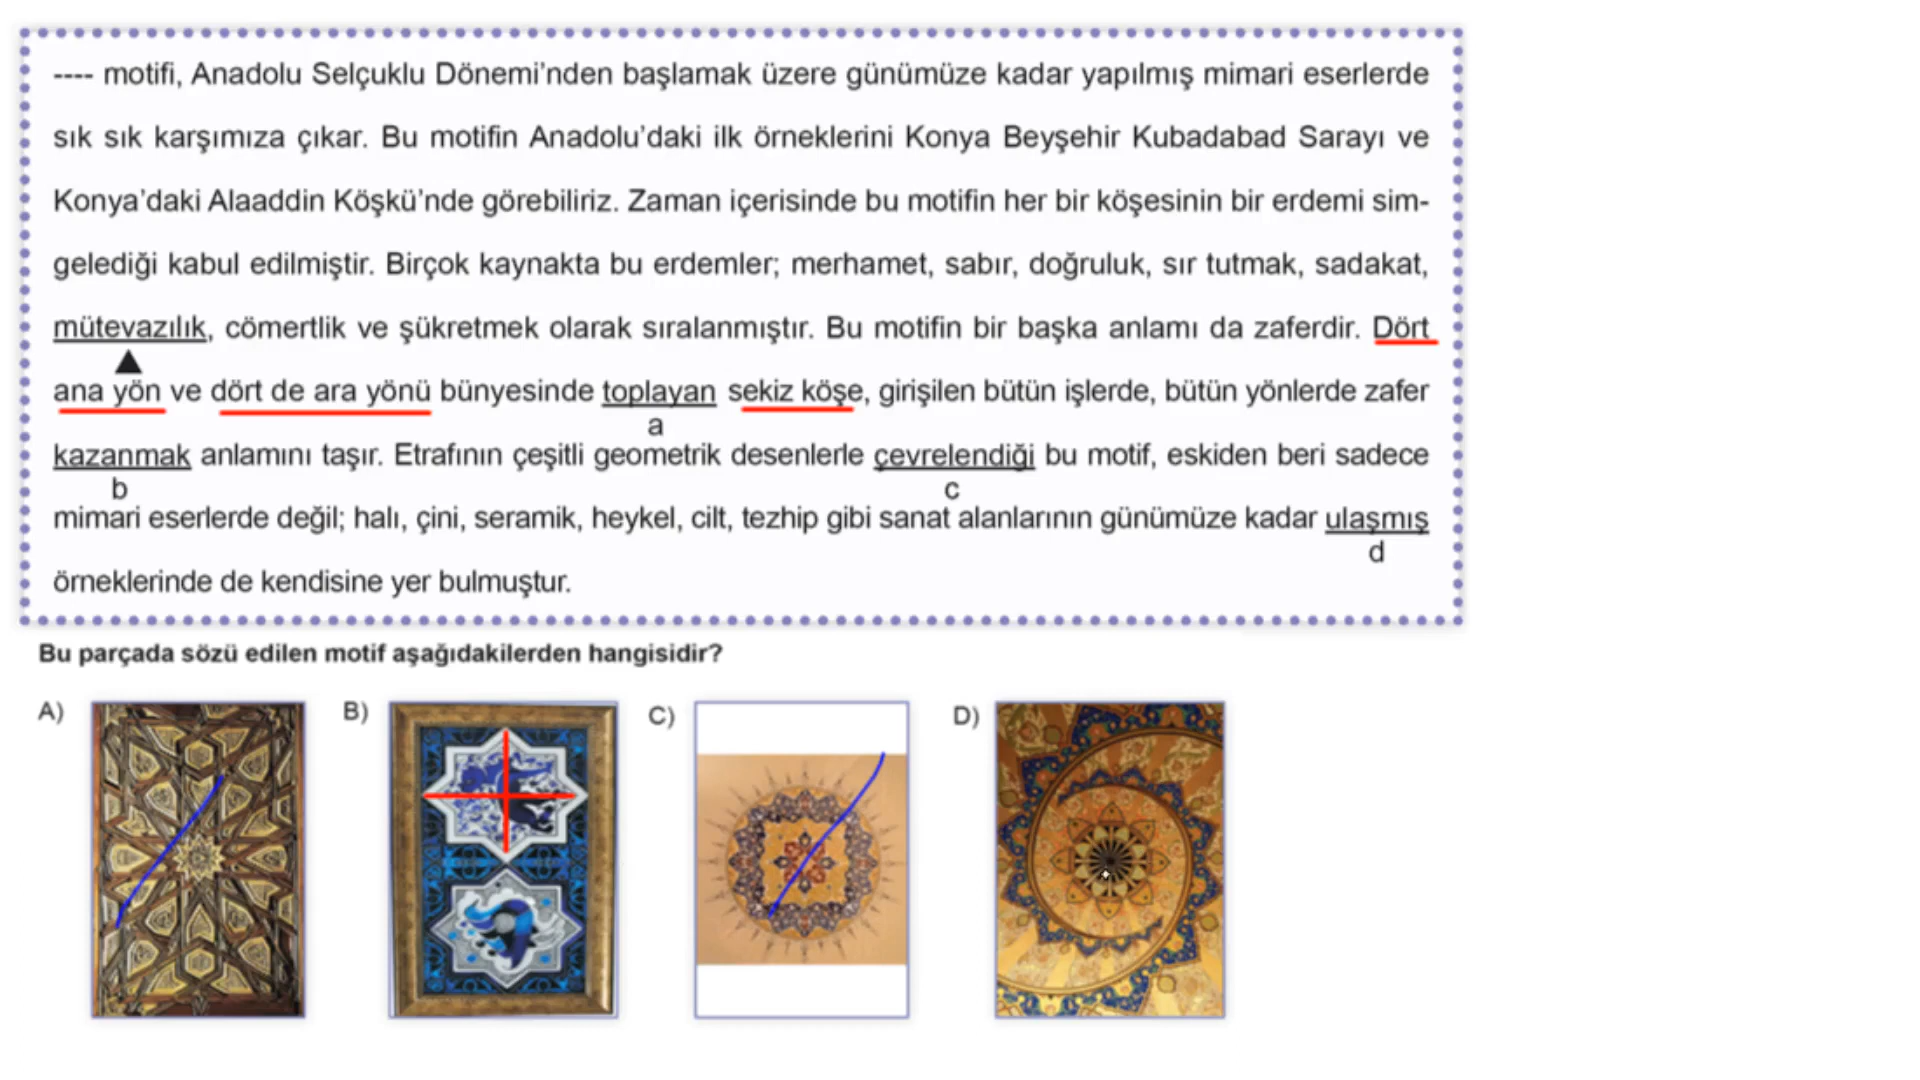 ---- motifi, Anadolu Selçuklu Dönemi’nden başlamak üzere günümüze kadar yapılmış mimari eserlerde
sık sık karşımıza çıkar. Bu motifin Anadolu’daki ilk örneklerini Konya Beyşehir Kubadabad Sarayı ve
Konya’daki Alaaddin Köşkü’nde görebiliriz. Zaman içerisinde bu motifin her bir köşesinin bir erdemi sim-
gelediği kabul edilmiştir. Birçok kaynakta bu erdemler; merhamet, sabır, doğruluk, sır tutmak, sadakat,
mütevazılık, cömertlik ve şükretmek olarak sıralanmıştır. Bu motifin bir başka anlamı da zaferdir. Dört
ana yön ve dört de ara yönü bünyesinde toplayan sekiz köşe, girişilen bütün işlerde, bütün yönlerde zafer
a
kazanmak anlamını taşır. Etrafının çeşitli geometrik desenlerle çevrelendiği bu motif, eskiden beri sadece
b c
mimari eserlerde değil; halı, çini, seramik, heykel, cilt, tezhip gibi sanat alanlarının günümüze kadar ulaşmış
d
örneklerinde de kendisine yer bulmuştur.
Bu parçada sözü edilen motif aşağıdakilerden hangisidir?
A) B) C) D)